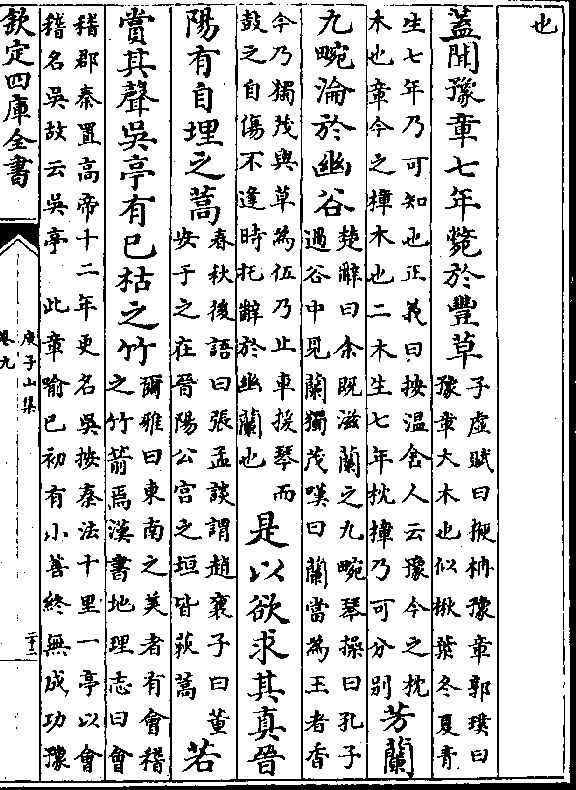 也
蓋聞豫章七年斃於豐草
子虛賦曰楩柟豫章郭璞曰
豫章大木也似楸葉冬夏青
生七年乃可知也正義曰按温舍人云豫今之枕
木也章今之樟木也二木生七年枕樟乃可分別
芳蘭
九畹淪於幽谷
楚辭曰余既滋蘭之九畹琴操曰孔子
過谷中見蘭獨茂嘆曰蘭當為王者香
今乃獨茂與草為伍乃止車援琴而
鼓之自傷不逢時托辭於幽蘭也
是以欲求其真晉
陽有自埋之蒿
春秋後語曰張孟談謂趙襄子曰董
安于之在晉陽公宮之垣皆荻蒿
若
賞其聲吳亭有已枯之竹
爾雅曰東南之美者有會稽
之竹箭焉漢書地理志曰會
稽郡秦置高帝十二年更名吳按秦法十里一亭以會
稽名吳故云吳亭 此章喻已初有小善終無成功豫
欽定四庫全書
庾子山集
卷九
二十三